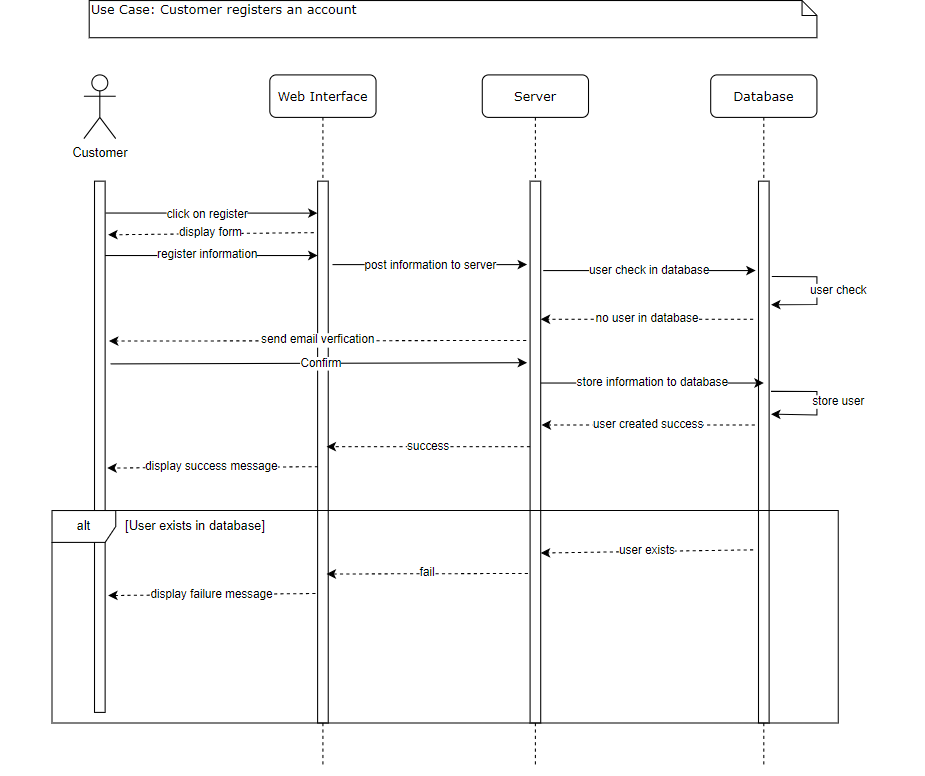 Use Case: Customer registers an account
Web Interface
Server
Database
Customer
click on register
display form
register information
post information to server
user check in database
user check
no user in database
send email verfication
Confirm
store information to database
store user
user created success
success
display success message
alt
[User exists in database]
user exists
fail
display failure message